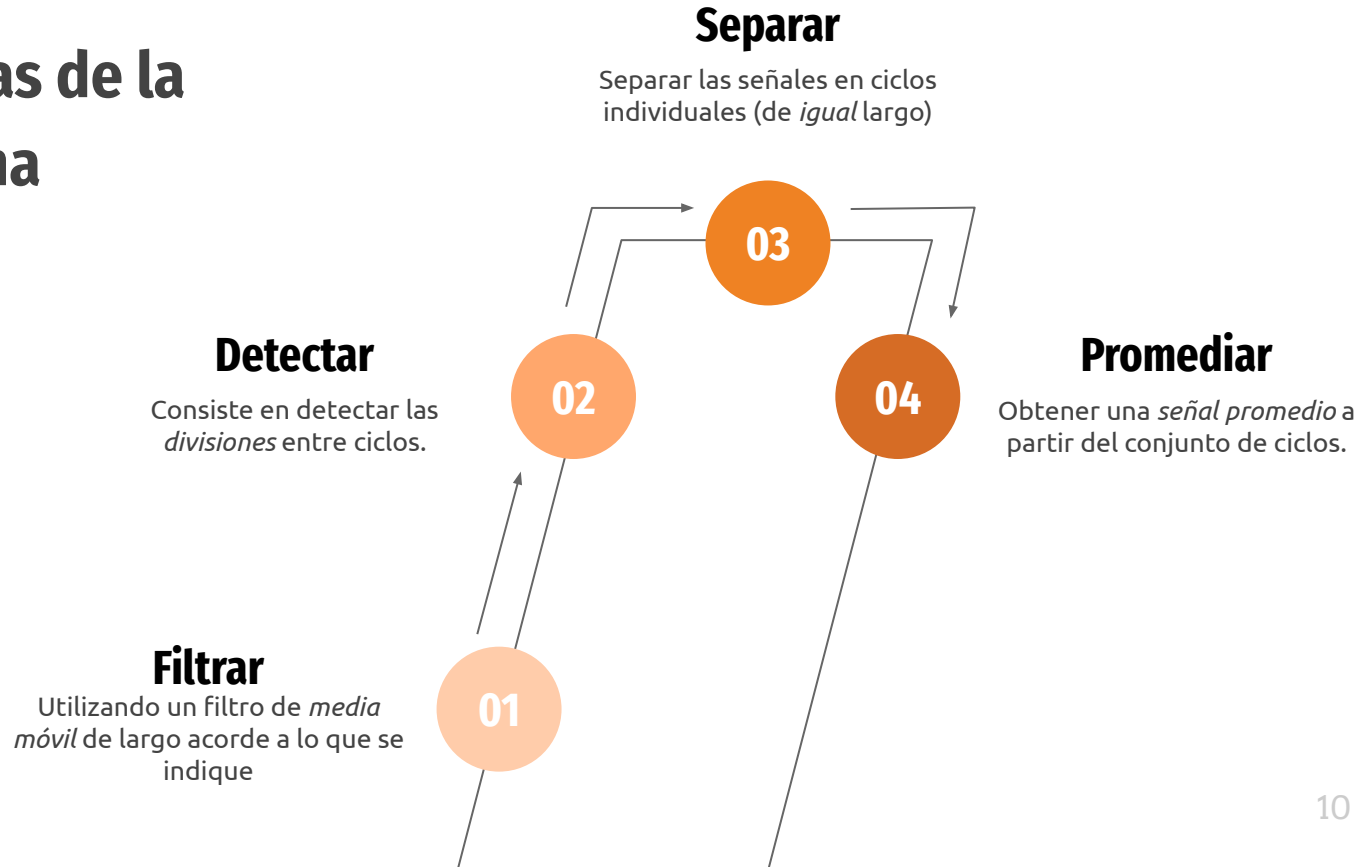 as de la
na
Separar
Separar las señales en ciclos
individuales (de igual largo)
03
Detectar
Consiste en detectar las
divisiones entre ciclos.
02
04
Promediar
Obtener una señal promedio a
partir del conjunto de ciclos.
Filtrar
Utilizando un filtro de media
móvil de largo acorde a lo que se
indique
01
10